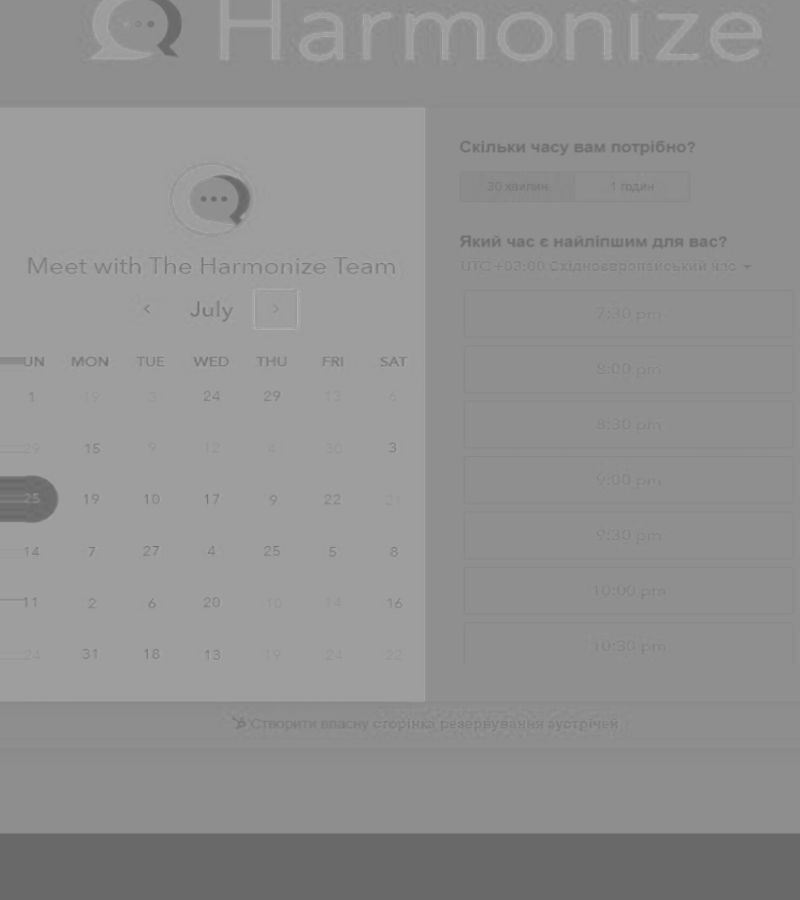 Harmonize
Meet with The Harmonize Team
July
UN MON TUE WED THU FRI SAT
1 19 3 24 29 13 6
29 15 9 12 4 30 3
25 19 10 17 9 22 21
14 7 27 4 25 5 8
11 2 6 20 10 14 16
24 31 18 13 19 24 22
Скільки часу вам потрібно?
30 хвилин 1 годин
Який час є найліпшим для вас?
UTC +03:00 Східноєвропейський час
7:30 pm
8:00 pm
8:30 pm
9:00 pm
9:30 pm
10:00 pm
10:30 pm
Створити власну сторінка резервування зустрічей